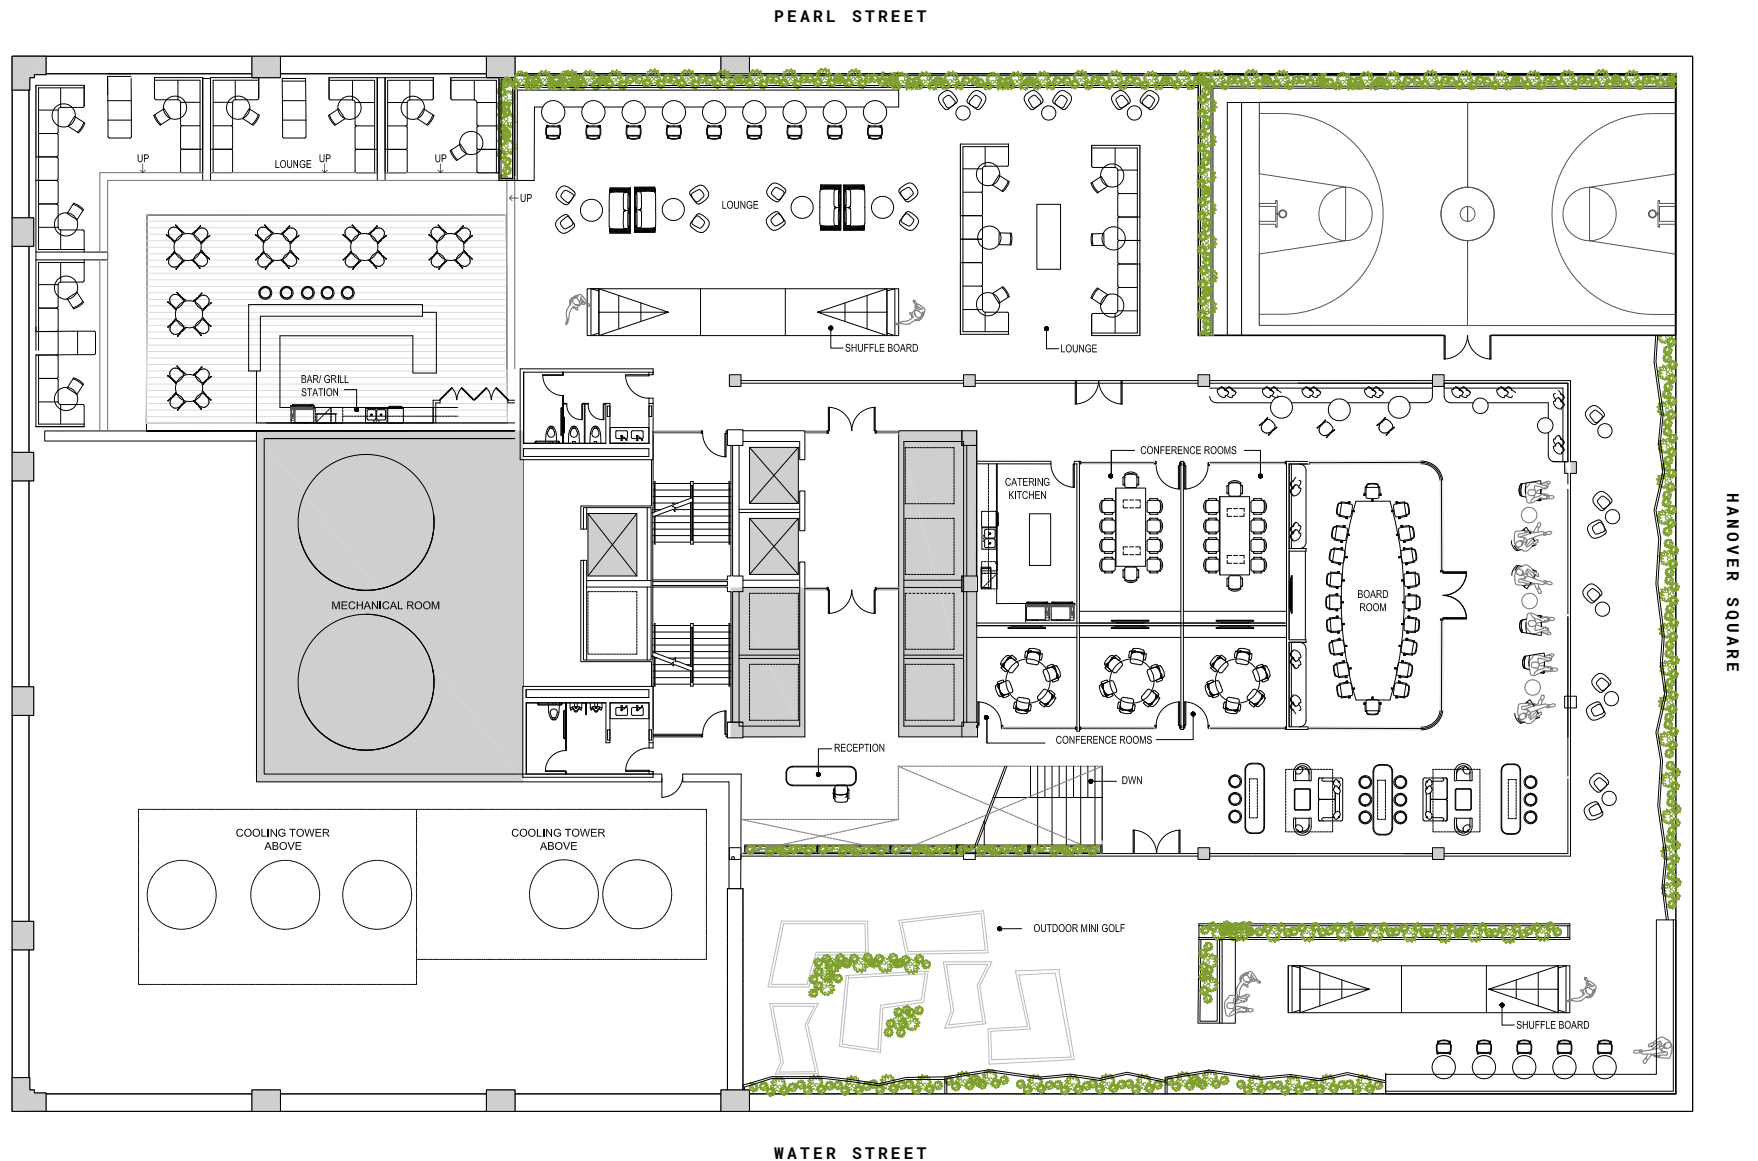 PEARL STREET
UP
LOUNGE
UP
UP
UP
LOUNGE
SHUFFLE BOARD
LOUNGE
BAR/ GRILL
STATION
CONFERENCE ROOMS
CATERING
KITCHEN
HANOVER SQUARE
MECHANICAL ROOM
BOARD
ROOM
CONFERENCE ROOMS
RECEPTION
DWN
COOLING TOWER
ABOVE
COOLING TOWER
ABOVE
OUTDOOR MINI GOLF
SHUFFLE BOARD
WATER STREET